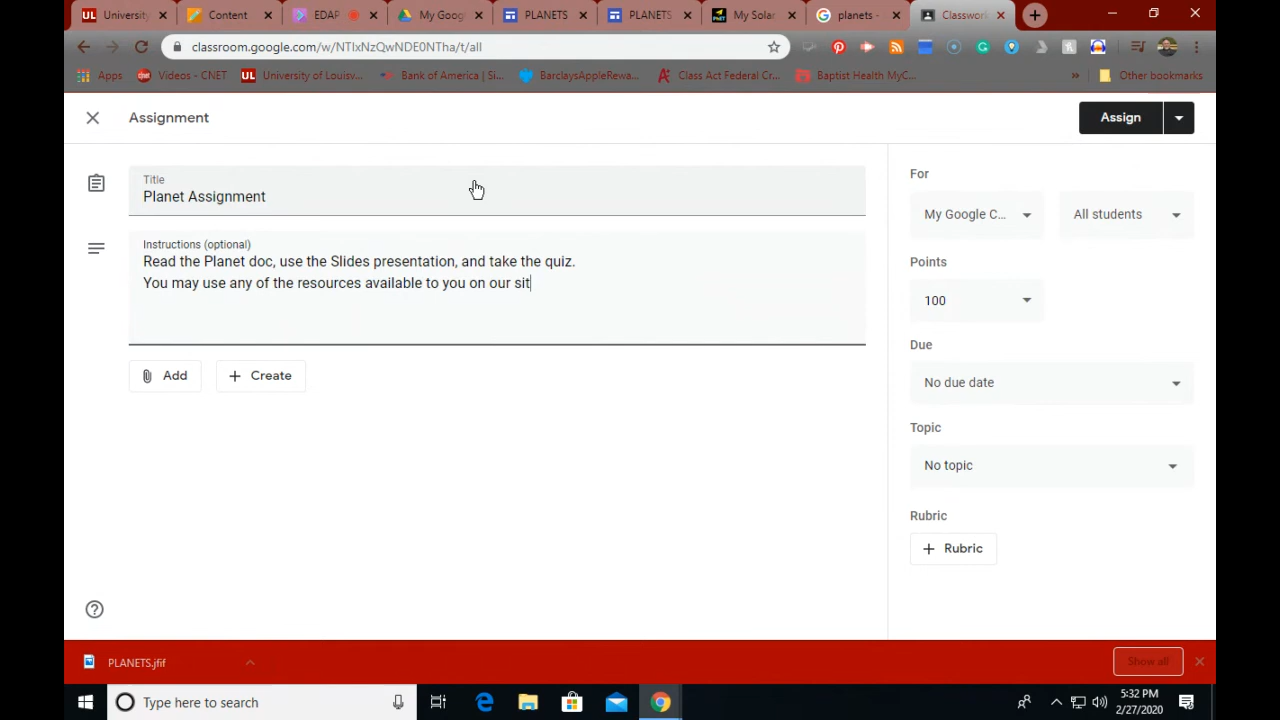 University
Content
EDAP
My Goog
PLANETS
PLANETS
My Solar
planets -
Classwork
classroom.google.com/w/NTIxNzQwNDE0NTha/t/all
Apps
Videos - CNET
University of Louisv...
Bank of America | Si...
BarclaysAppleRewa...
Class Act Federal Cr...
Baptist Health MyC...
»
Other bookmarks
Assignment
Assign
Title
Planet Assignment
Instructions (optional)
Read the Planet doc, use the Slides presentation, and take the quiz.
You may use any of the resources available to you on our sit
Add
Create
For
My Google C...
All students
Points
100
Due
No due date
Topic
No topic
Rubric
Rubric
PLANETS.jfif
Show all
Type here to search
5:32 PM
2/27/2020